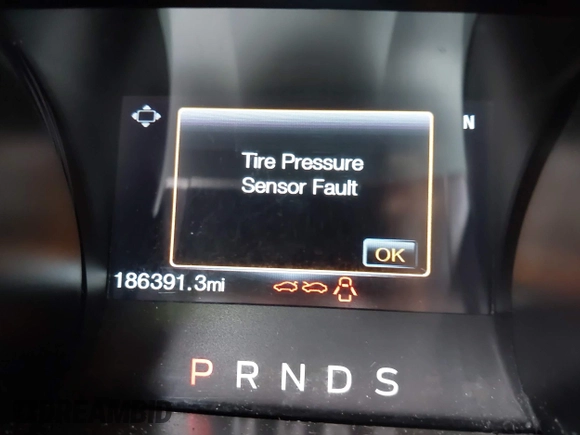 N
Tire Pressure
Sensor Fault
OK
186391.3mi
P R N D S